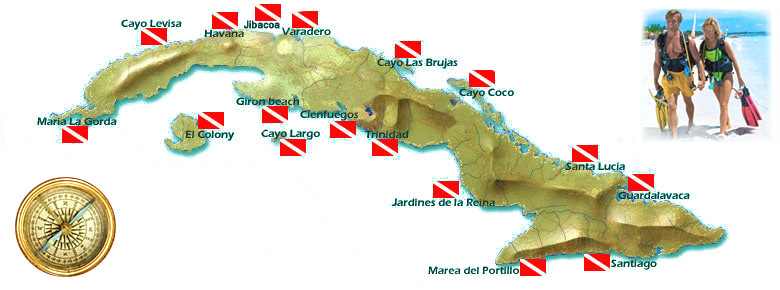 Cayo Levisa
Havana
Jibacoa
Varadero
Cayo Las Brujas
Cayo Coco
Maria La Gorda
El Colony
Giron beach
Cayo Largo
Cienfuegos
Trinidad
Santa Lucia
Guardalavaca
Jardines de la Reina
Marea del Portillo
Santiago